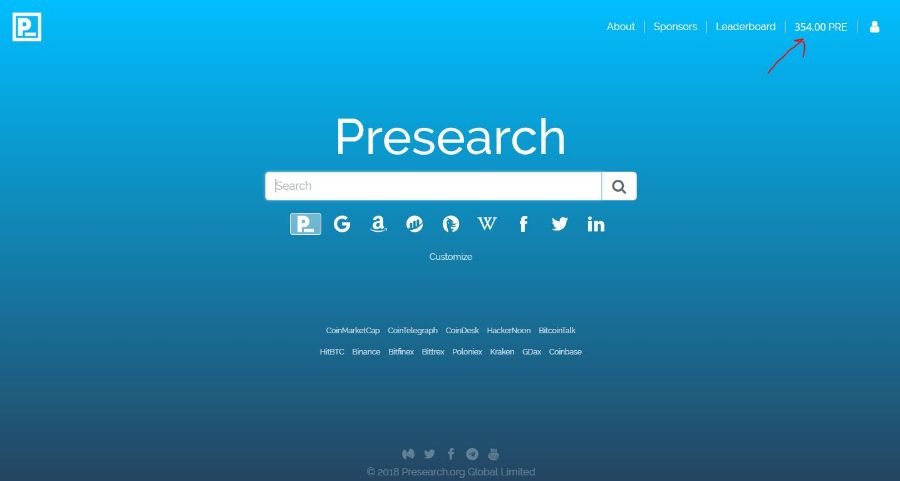 About Sponsors Leaderboard 354.00 PRE
Presearch
Search
Customize
CoinMarketCap CoinTelegraph CoinDesk HackerNoon BitcoinTalk
HitBTC Binance Bitfinex Bittrex Poloniex Kraken GDax Coinbase
© 2018 Presearch.org Global Limited